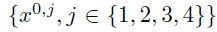 {x^{0,j}, j ∈ {1, 2, 3, 4}}